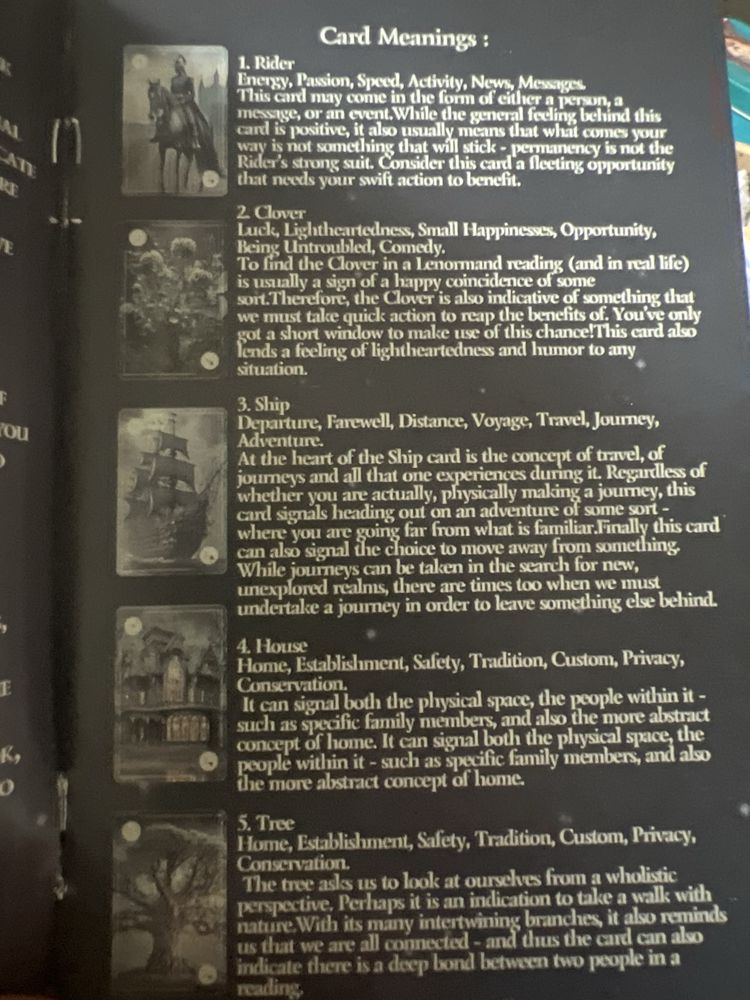 Card Meanings :
1. Rider
Energy, Passion, Speed, Activity, News, Messages.
This card may come in the form of either a person, a
message, or an event.While the general feeling behind this
card is positive, it also usually means that what comes your
way is not something that will stick - permanency is not the
Rider's strong suit. Consider this card a fleeting opportunity
that needs your swift action to benefit.
2. Clover
Luck, Lightheartedness, Small Happinesses, Opportunity,
Being Untroubled, Comedy.
To find the Clover in a Lenormand reading (and in real life)
is usually a sign of a happy coincidence of some
sort.Therefore, the Clover is also indicative of something that
we must take quick action to reap the benefits of. You've only
got a short window to make use of this chance!This card also
lends a feeling of lightheartedness and humor to any
situation.
3. Ship
Departure, Farewell, Distance, Voyage, Travel, Journey,
Adventure.
At the heart of the Ship card is the concept of travel, of
journeys and all that one experiences during it. Regardless of
whether you are actually, physically making a journey, this
card signals heading out on an adventure of some sort -
where you are going far from what is familiar.Finally this card
can also signal the choice to move away from something.
While journeys can be taken in the search for new,
unexplored realms, there are times too when we must
undertake a journey in order to leave something else behind.
4. House
Home, Establishment, Safety, Tradition, Custom, Privacy,
Conservation.
It can signal both the physical space, the people within it -
such as specific family members, and also the more abstract
concept of home. It can signal both the physical space, the
people within it - such as specific family members, and also
the more abstract concept of home.
5. Tree
Home, Establishment, Safety, Tradition, Custom, Privacy,
Conservation.
The tree asks us to look at ourselves from a wholistic
perspective. Perhaps it is an indication to take a walk with
nature.With its many intertwining branches, it also reminds
us that we are all connected - and thus the card can also
indicate there is a deep bond between two people in a
reading.